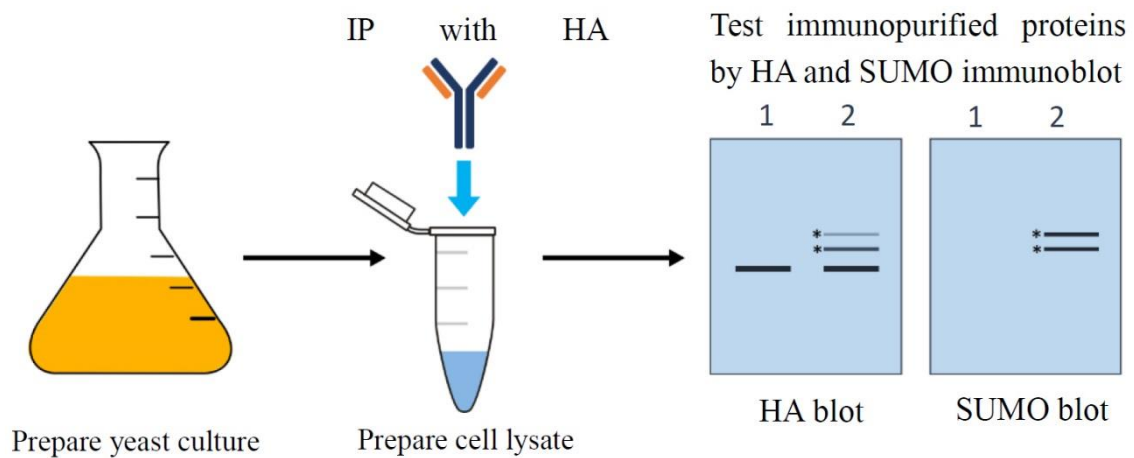 IP with HA
Test immunopurified proteins
by HA and SUMO immunoblot
1 2
1 2
*
*
*
*
HA blot
SUMO blot
Prepare yeast culture
Prepare cell lysate